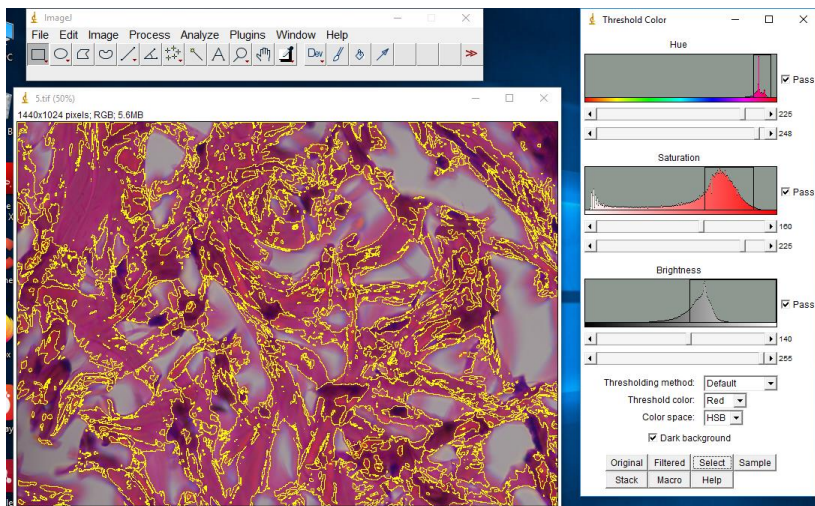 ImageJ
File Edit Image Process Analyze Plugins Window Help
Dev
5.tif (50%)
1440x1024 pixels; RGB; 5.6MB
Threshold Color
Hue
Pass
225
248
Saturation
Pass
160
225
Brightness
Pass
140
255
Thresholding method: Default
Threshold color: Red
Color space: HSB
Dark background
Original Filtered Select Sample
Stack Macro Help